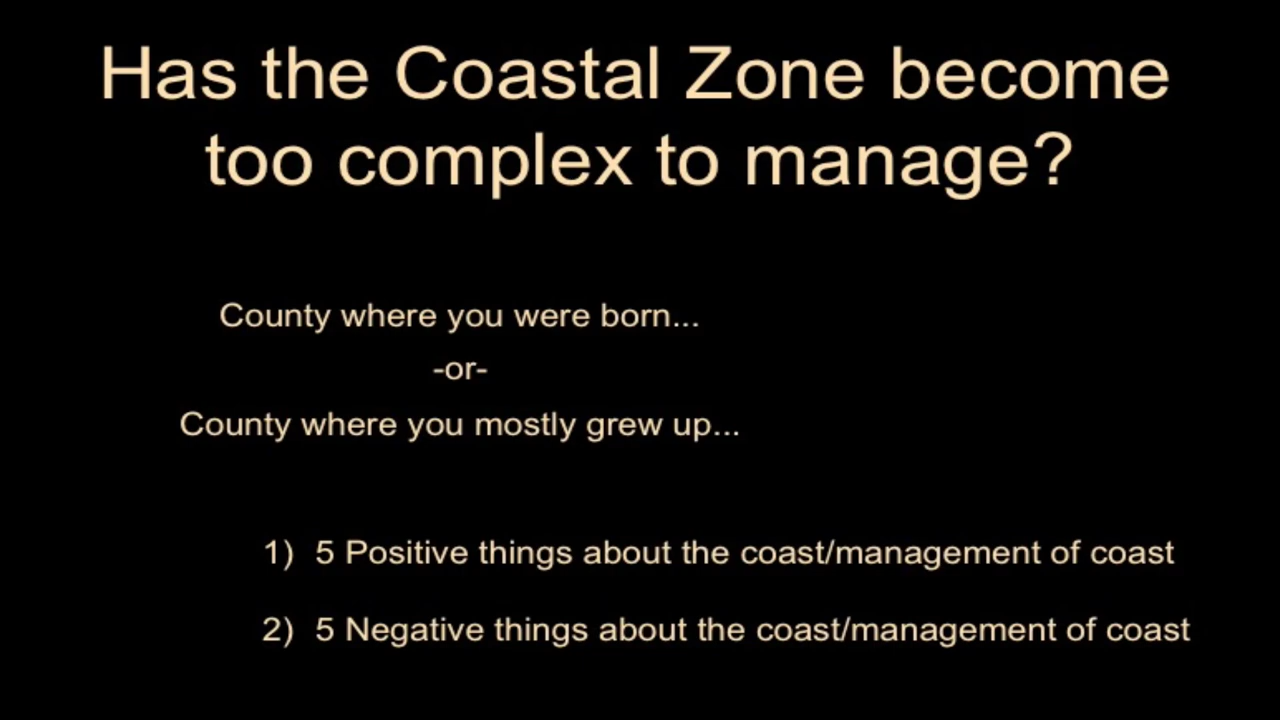 Has the Coastal Zone become
too complex to manage?
County where you were born...
-or-
County where you mostly grew up...
1) 5 Positive things about the coast/management of coast
2) 5 Negative things about the coast/management of coast